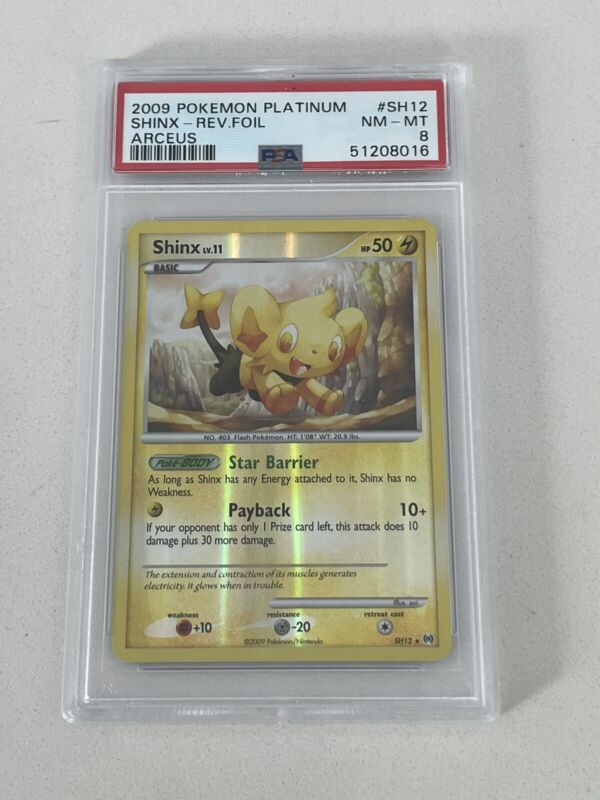 2009 POKEMON PLATINUM #SH12
SHINX - REV.FOIL NM - MT
ARCEUS 8
PSA 51208016
Shinx LV.11 HP 50
BASIC
NO. 403 Flash Pokémon HT: 1'08" WT: 20.9 lbs.
Poké-BODY Star Barrier
As long as Shinx has any Energy attached to it, Shinx has no
Weakness.
Payback 10+
If your opponent has only 1 Prize card left, this attack does 10
damage plus 30 more damage.
The extension and contraction of its muscles generates
electricity. It glows when in trouble.
Illus.
weakness resistance retreat cost
+10 -20
©2009 Pokémon/Nintendo SH12 ★